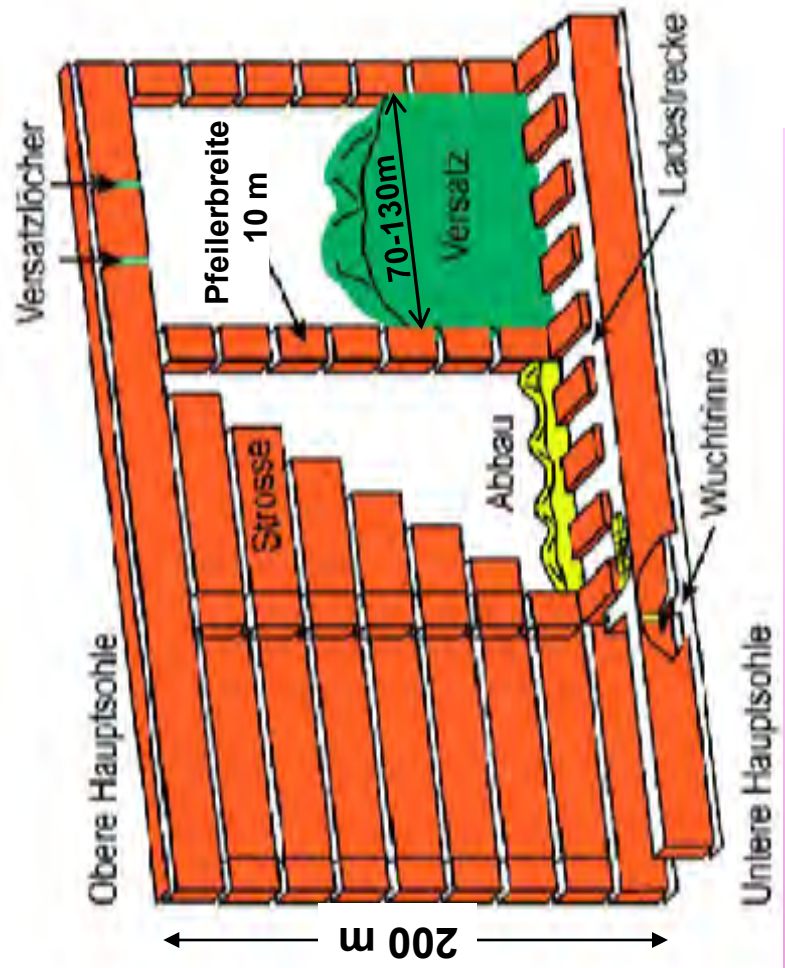 Versatzlöcher
Obere Hauptsohle
Pfeilerbreite
10 m
Strosse
70-130m
Versatz
Abbau
Ladestrecke
Wuchtrinne
Untere Hauptsohle
200 m